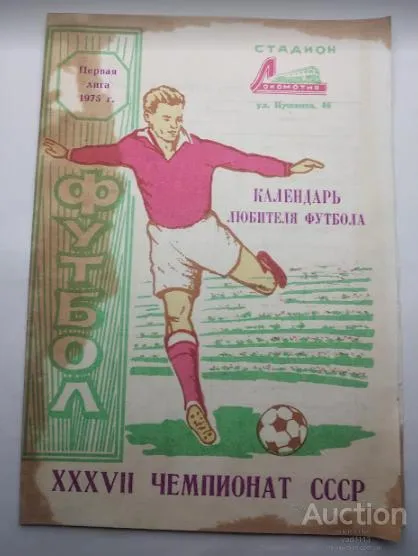 Первая
лига
1975 г.
СТАДИОН
Локомотив
ФУТБОЛ
КАЛЕНДАРЬ
ЛЮБИТЕЛЯ ФУТБОЛА
XXXVII ЧЕМПИОНАТ СССР
Auction